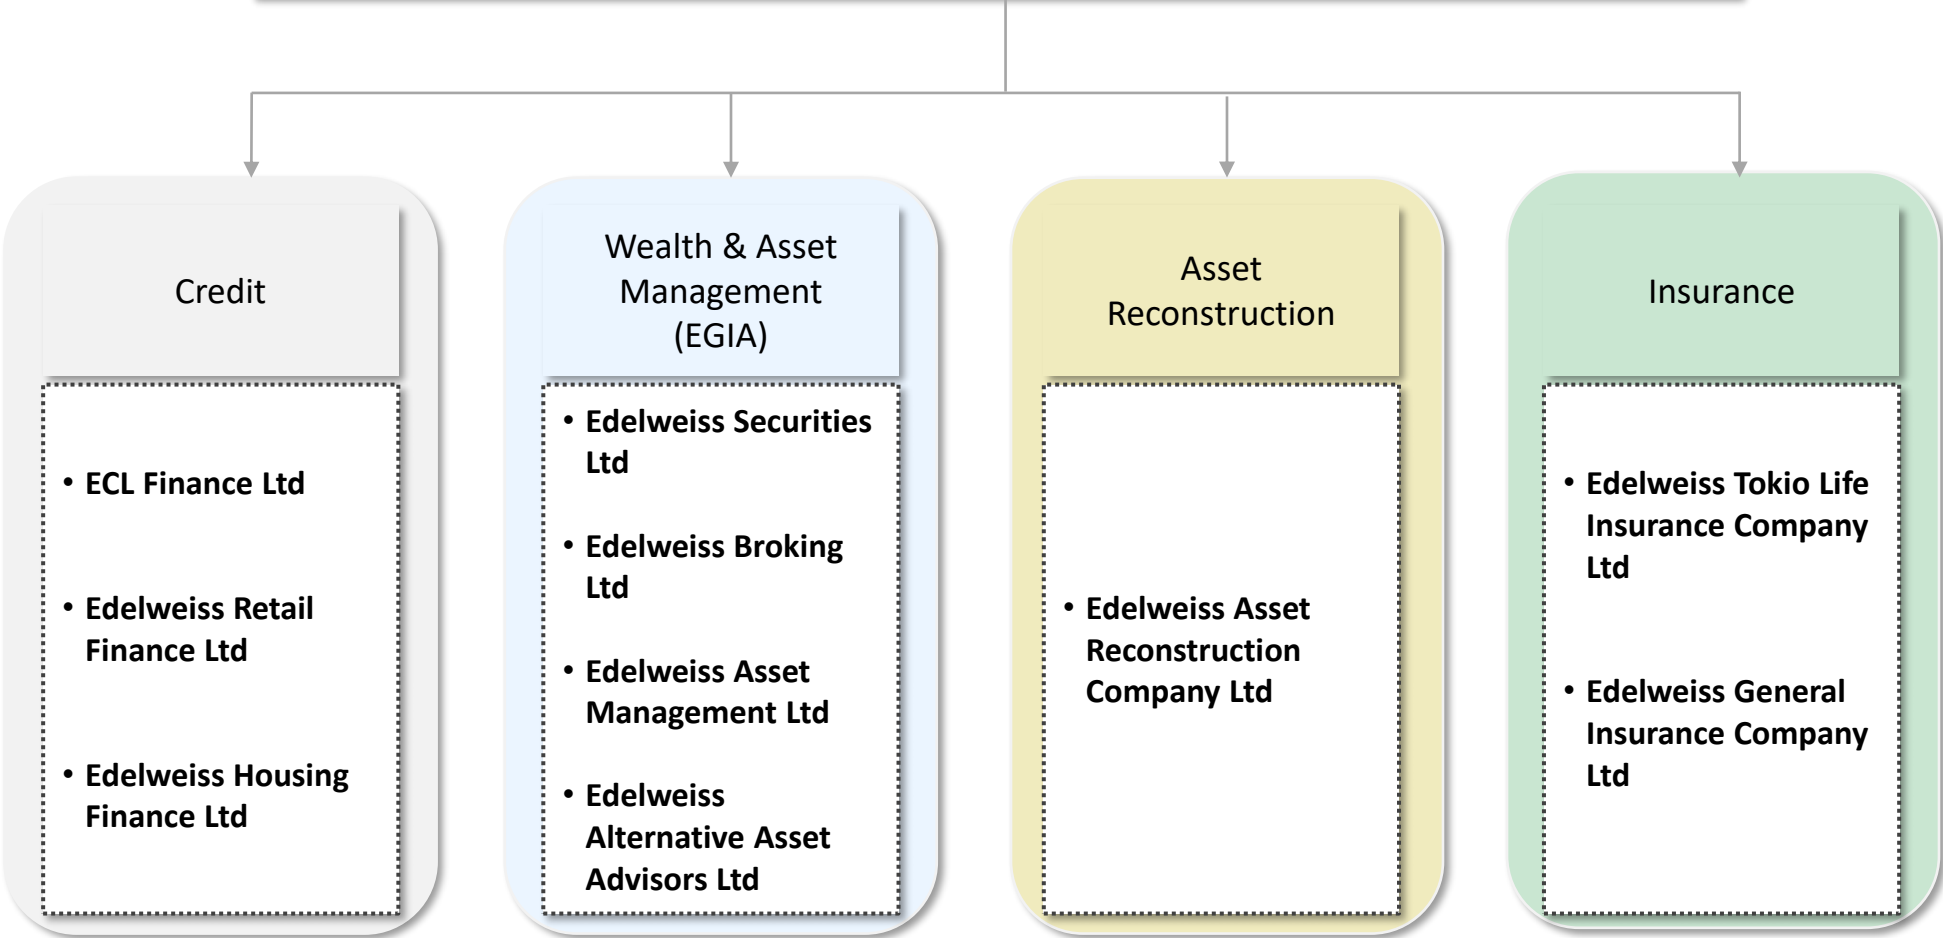 Credit
• ECL Finance Ltd
• Edelweiss Retail
Finance Ltd
• Edelweiss Housing
Finance Ltd
Wealth & Asset
Management
(EGIA)
• Edelweiss Securities
Ltd
• Edelweiss Broking
Ltd
• Edelweiss Asset
Management Ltd
• Edelweiss
Alternative Asset
Advisors Ltd
Asset
Reconstruction
• Edelweiss Asset
Reconstruction
Company Ltd
Insurance
• Edelweiss Tokio Life
Insurance Company
Ltd
• Edelweiss General
Insurance Company
Ltd